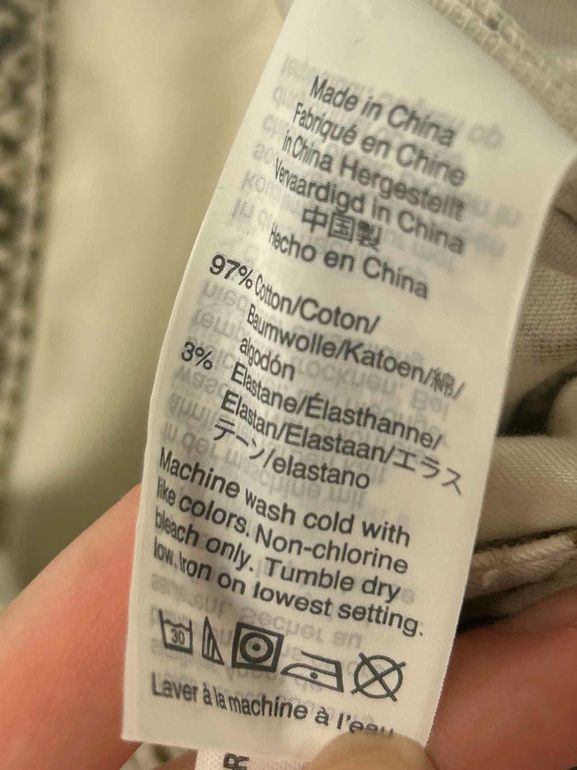 Made in China
Fabriqué en Chine
in China Hergestellt
Vervaardigd in China
中国製
Hecho en China
97% Cotton/Coton/
Baumwolle/Katoen/綿/
algodón
3% Elastane/Élasthanne/
Elastan/Elastaan/エラス
テーン/elastano
Machine wash cold with
like colors. Non-chlorine
bleach only. Tumble dry
low. Iron on lowest setting.
30
Laver à la machine à l'eau
R